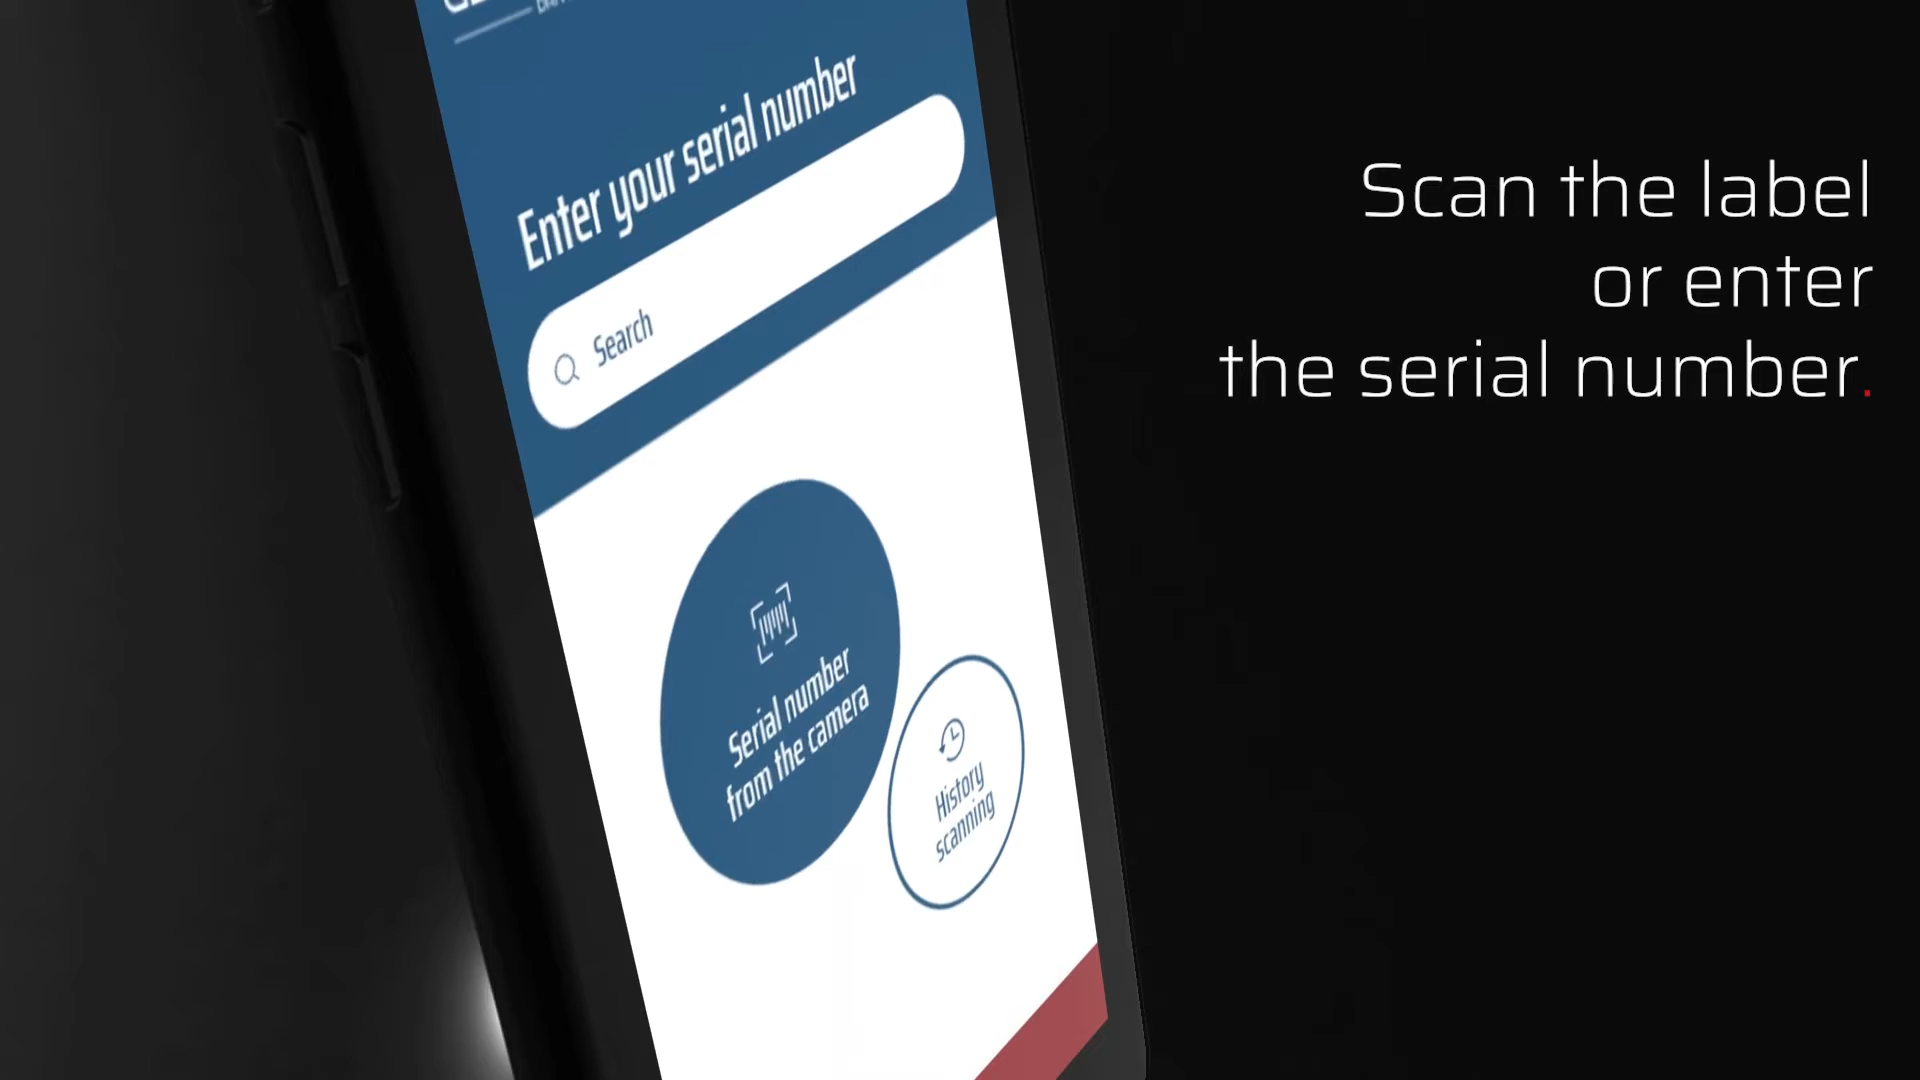 Enter your serial number
Search
Serial number
from the camera
History
scanning
Scan the label
or enter
the serial number.